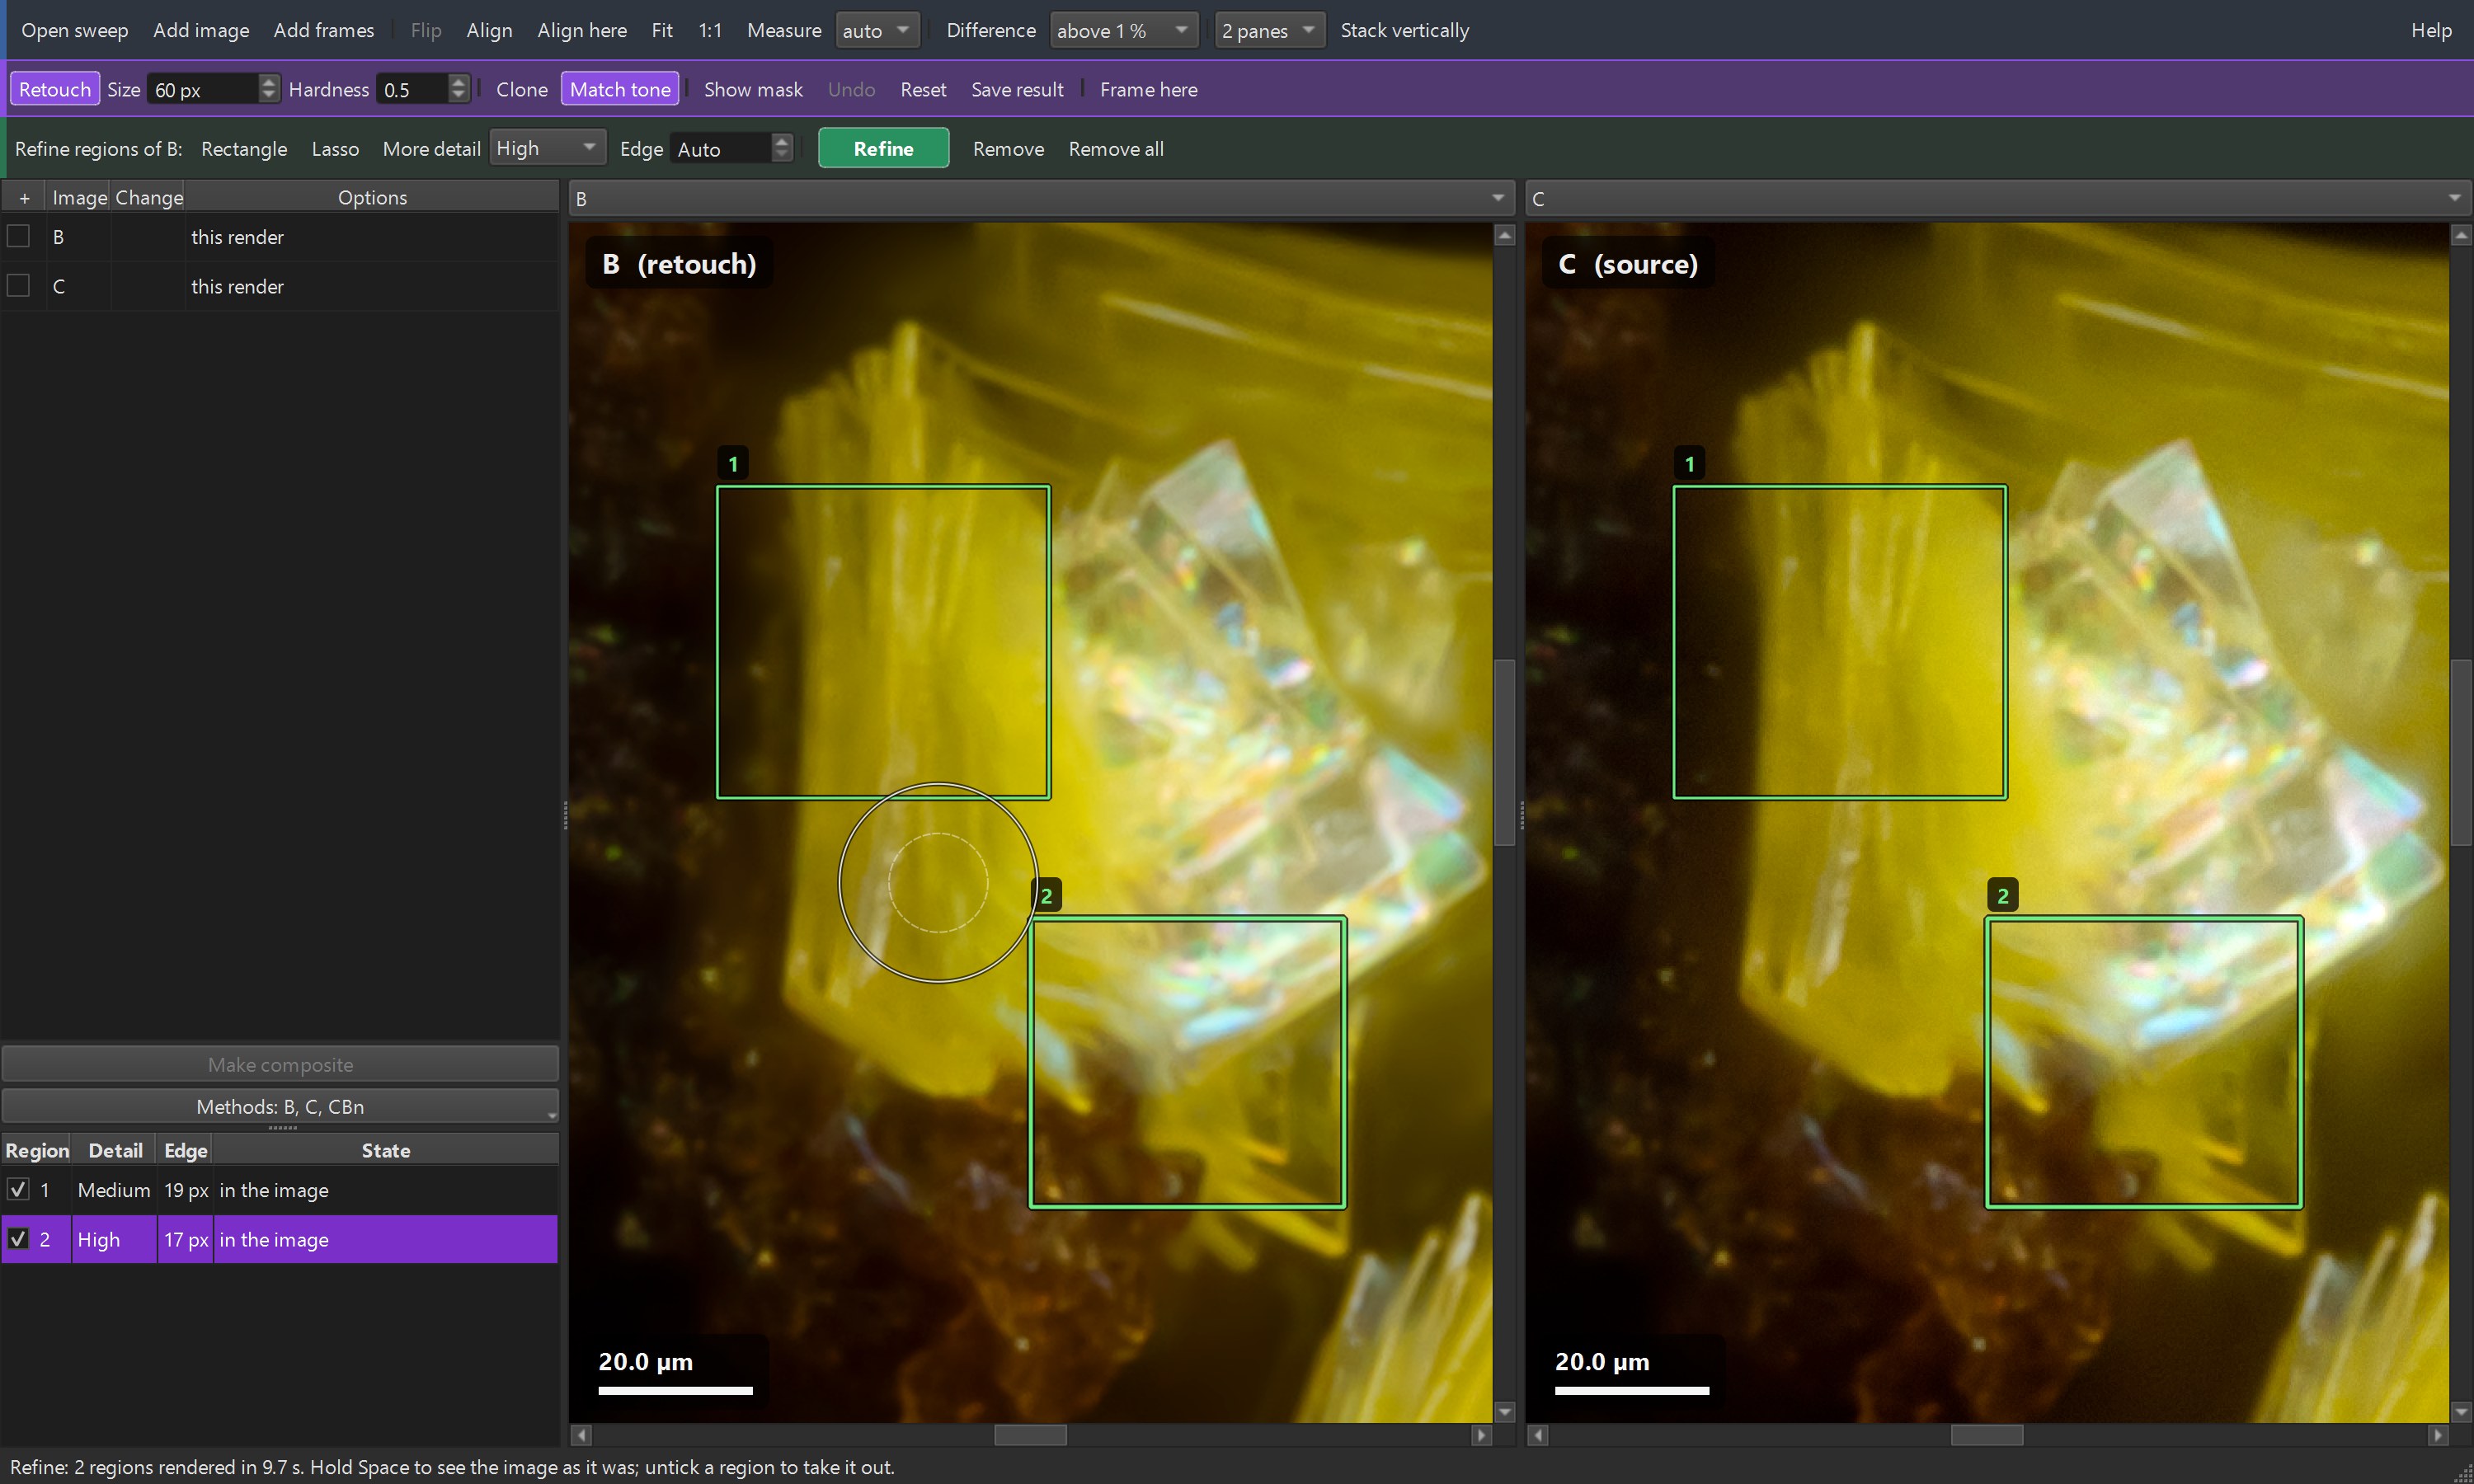 Open sweep Add image Add frames Flip Align Align here Fit 1:1 Measure auto Difference above 1 % 2 panes Stack vertically Help
Retouch Size 60 px Hardness 0.5 Clone Match tone Show mask Undo Reset Save result Frame here
Refine regions of B: Rectangle Lasso More detail High Edge Auto Refine Remove Remove all
+ Image Change Options
B this render
C this render
Make composite
Methods: B, C, CBn
Region Detail Edge State
1 Medium 19 px in the image
2 High 17 px in the image
B
B (retouch)
1
2
20.0 µm
C
C (source)
1
2
20.0 µm
Refine: 2 regions rendered in 9.7 s. Hold Space to see the image as it was; untick a region to take it out.